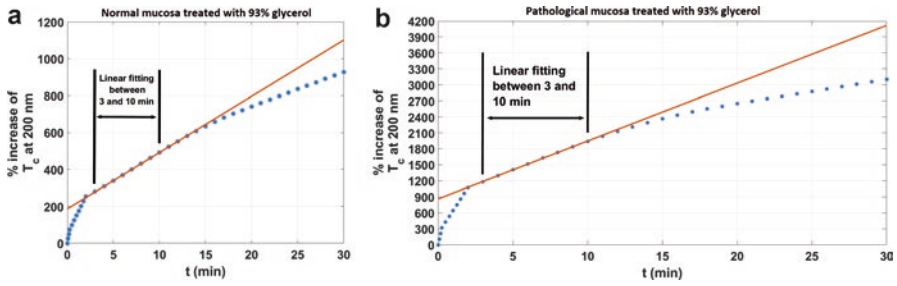 a
Normal mucosa treated with 93% glycerol
1200
1000
800
600
400
200
0
Linear fitting
between
3 and 10 min
% increase of
Tc at 200 nm
0 5 10 15 20 25 30
t (min)
b
Pathological mucosa treated with 93% glycerol
4200
3900
3600
3300
3000
2700
2400
2100
1800
1500
1200
900
600
300
0
Linear fitting
between 3 and
10 min
% increase of
Tc at 200 nm
0 5 10 15 20 25 30
t (min)